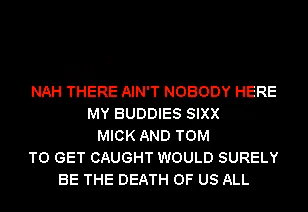 NAH THERE AIN'T NOBODY HERE
MY BUDDIES SIXX
MICK AND TOM
TO GET CAUGHT WOULD SURELY
BE THE DEATH OF US ALL